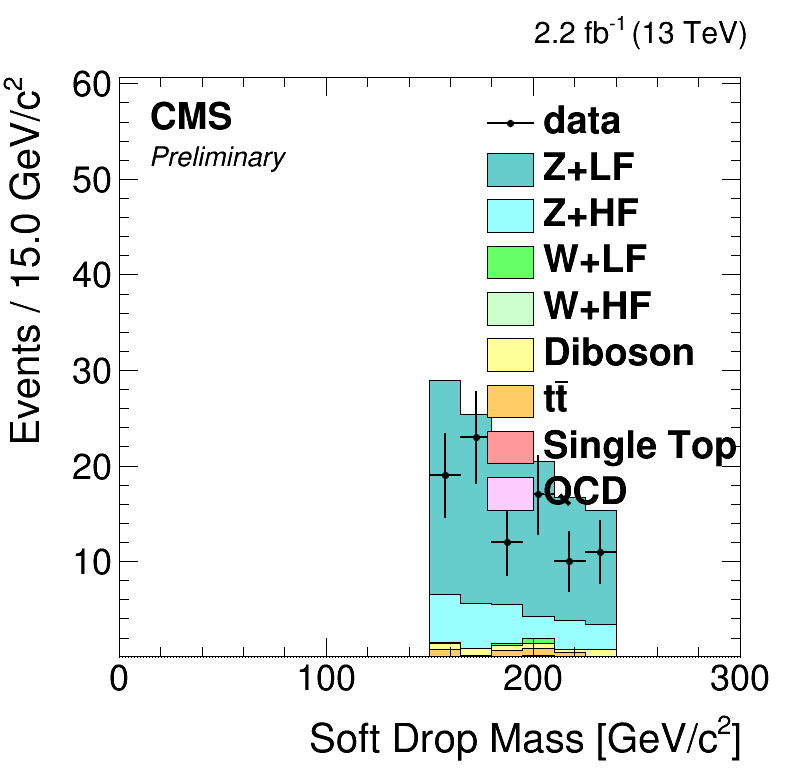 2.2 fb⁻¹ (13 TeV)
Events / 15.0 GeV/c²
60
50
40
30
20
10
CMS
Preliminary
data
Z+LF
Z+HF
W+LF
W+HF
Diboson
tt̄
Single Top
QCD
0
100
200
300
Soft Drop Mass [GeV/c²]